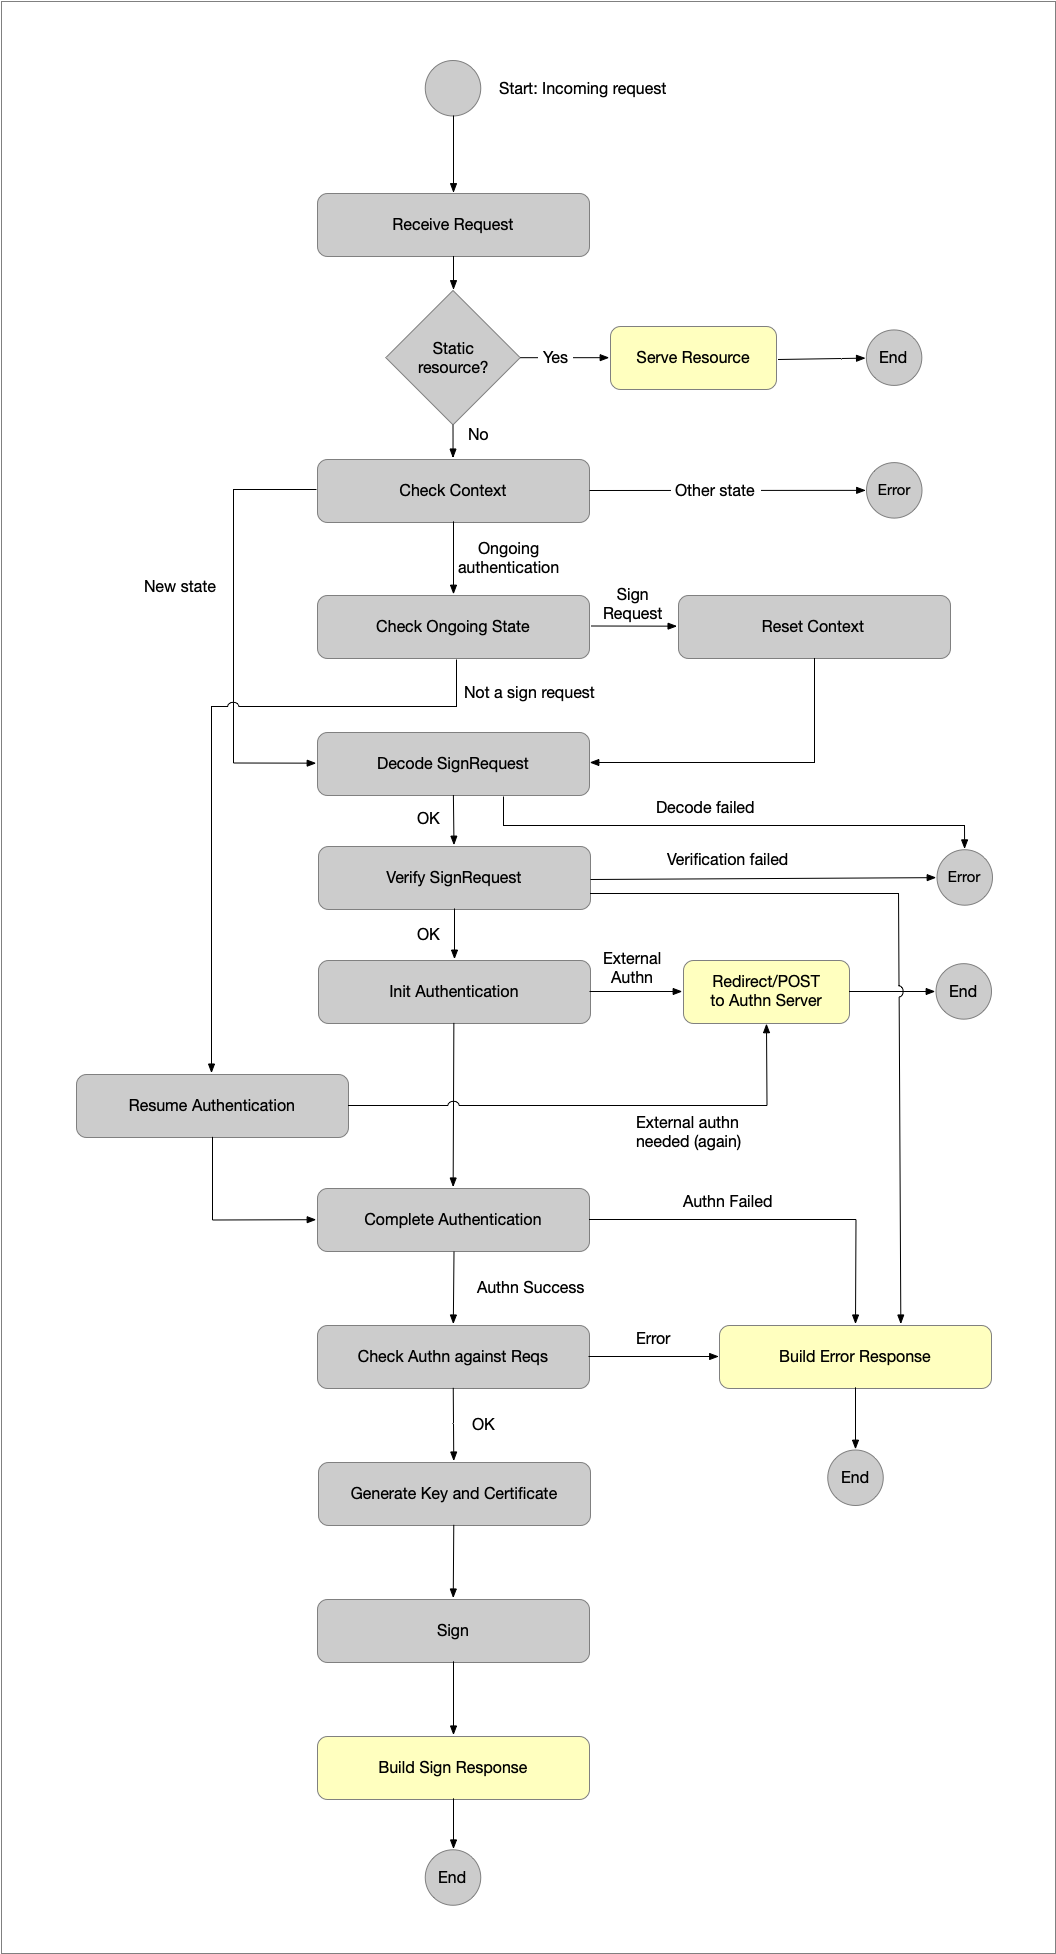 Start: Incoming request
Receive Request
Static
resource?
Yes
Serve Resource
End
No
Check Context
Other state
Error
Ongoing
authentication
New state
Sign
Request
Check Ongoing State
Reset Context
Not a sign request
Decode SignRequest
Decode failed
OK
Verification failed
Verify SignRequest
Error
OK
External
Authn
Init Authentication
Redirect/POST
to Authn Server
End
Resume Authentication
External authn
needed (again)
Authn Failed
Complete Authentication
Authn Success
Error
Check Authn against Reqs
Build Error Response
OK
End
Generate Key and Certificate
Sign
Build Sign Response
End